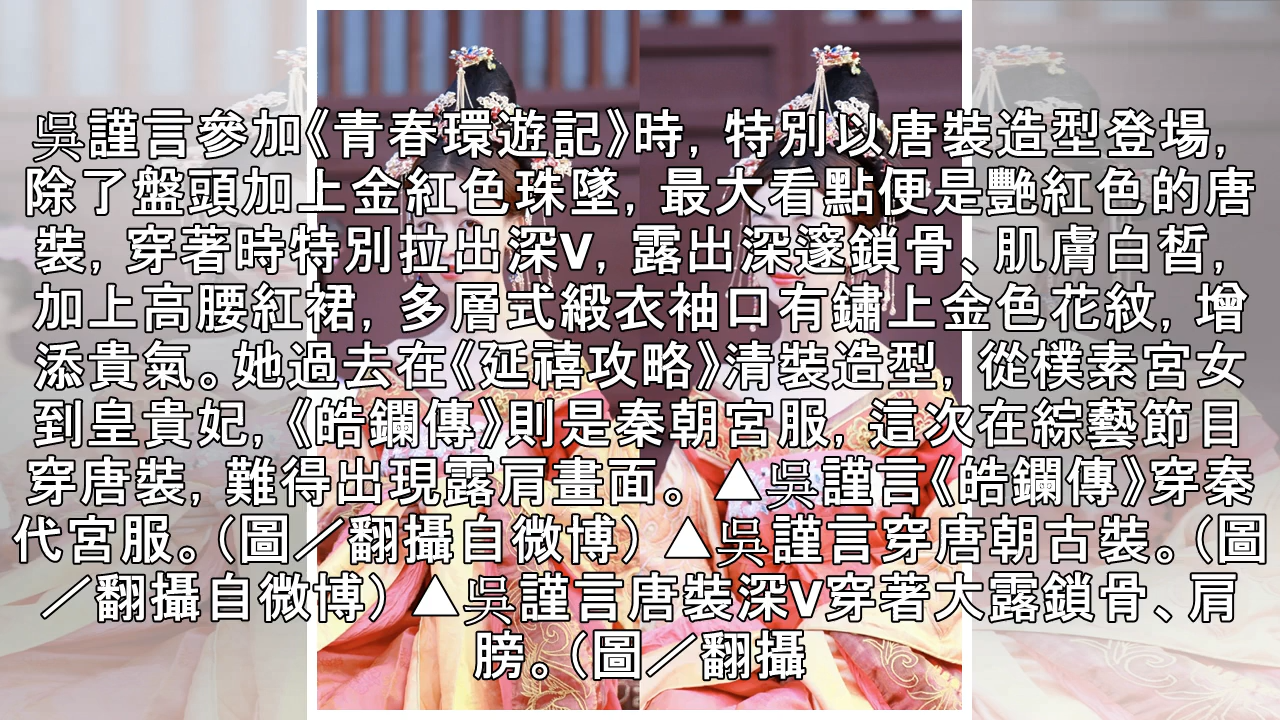 吳謹言參加《青春環遊記》時, 特別以唐裝造型登場,
除了盤頭加上金紅色珠墜, 最大看點便是艷紅色的唐
裝, 穿著時特別拉出深V, 露出深邃鎖骨、肌膚白皙,
加上高腰紅裙, 多層式緞衣袖口有鏽上金色花紋, 增
添貴氣。她過去在《延禧攻略》清裝造型, 從樸素宮女
到皇貴妃, 《皓鑭傳》則是秦朝宮服, 這次在綜藝節目
穿唐裝, 難得出現露肩畫面。 ▲吳謹言《皓鑭傳》穿秦
代宮服。(圖／翻攝自微博) ▲吳謹言穿唐朝古裝。(圖
／翻攝自微博) ▲吳謹言唐裝深V穿著大露鎖骨、肩
膀。(圖／翻攝